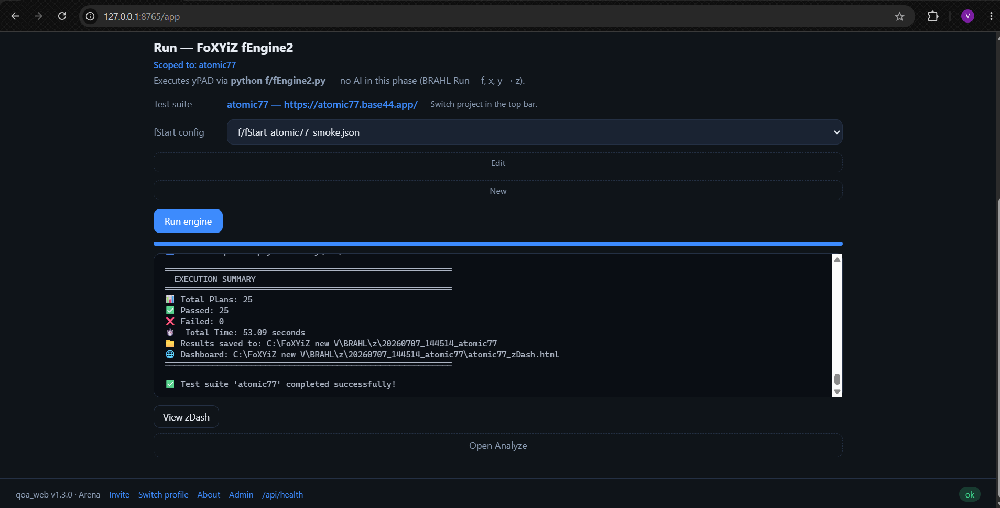 127.0.0.1:8765/app
V
Run — FoXYiZ fEngine2
Scoped to: atomic77
Executes yPAD via python f/fEngine2.py — no AI in this phase (BRAHL Run = f, x, y → z).
Test suite atomic77 — https://atomic77.base44.app/ Switch project in the top bar.
fStart config f/fStart_atomic77_smoke.json
Edit
New
Run engine
EXECUTION SUMMARY
Total Plans: 25
Passed: 25
Failed: 0
Total Time: 53.09 seconds
Results saved to: C:\FoXYiZ new V\BRAHL\z\20260707_144514_atomic77
Dashboard: C:\FoXYiZ new V\BRAHL\z\20260707_144514_atomic77\atomic77_zDash.html
Test suite 'atomic77' completed successfully!
View zDash
Open Analyze
qoa_web v1.3.0 · Arena Invite Switch profile About Admin /api/health ok